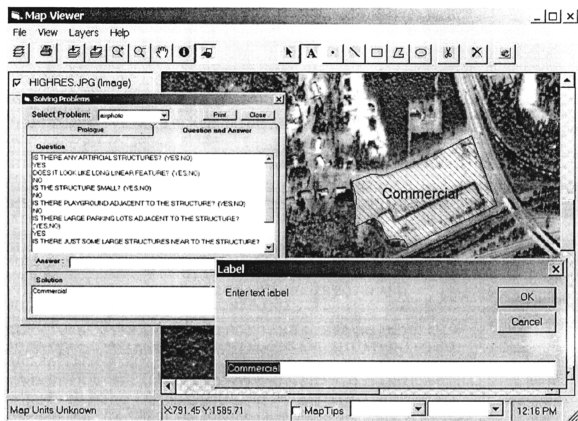 Map Viewer
File View Layers Help
A
HIGHRES.JPG (Image)
Solving Problems
Select Problem: airphoto Print Close
Prologue Question and Answer
Question
IS THERE ANY ARTIFICIAL STRUCTURES? (YES,NO)
YES
DOES IT LOOK LIKE LONG LINEAR FEATURE? (YES,NO)
NO
IS THE STRUCTURE SMALL? (YES,NO)
NO
IS THERE PLAYGROUND ADJACENT TO THE STRUCTURE? (YES,NO)
NO
IS THERE LARGE PARKING LOTS ADJACENT TO THE STRUCTURE?
(YES,NO)
YES
IS THERE JUST SOME LARGE STRUCTURES NEAR TO THE STRUCTURE?
Answer :
Solution
Commercial
Commercial
Label
Enter text label
OK
Cancel
Commercial
Map Units Unknown X:791.45 Y:1585.71 MapTips 12:16 PM